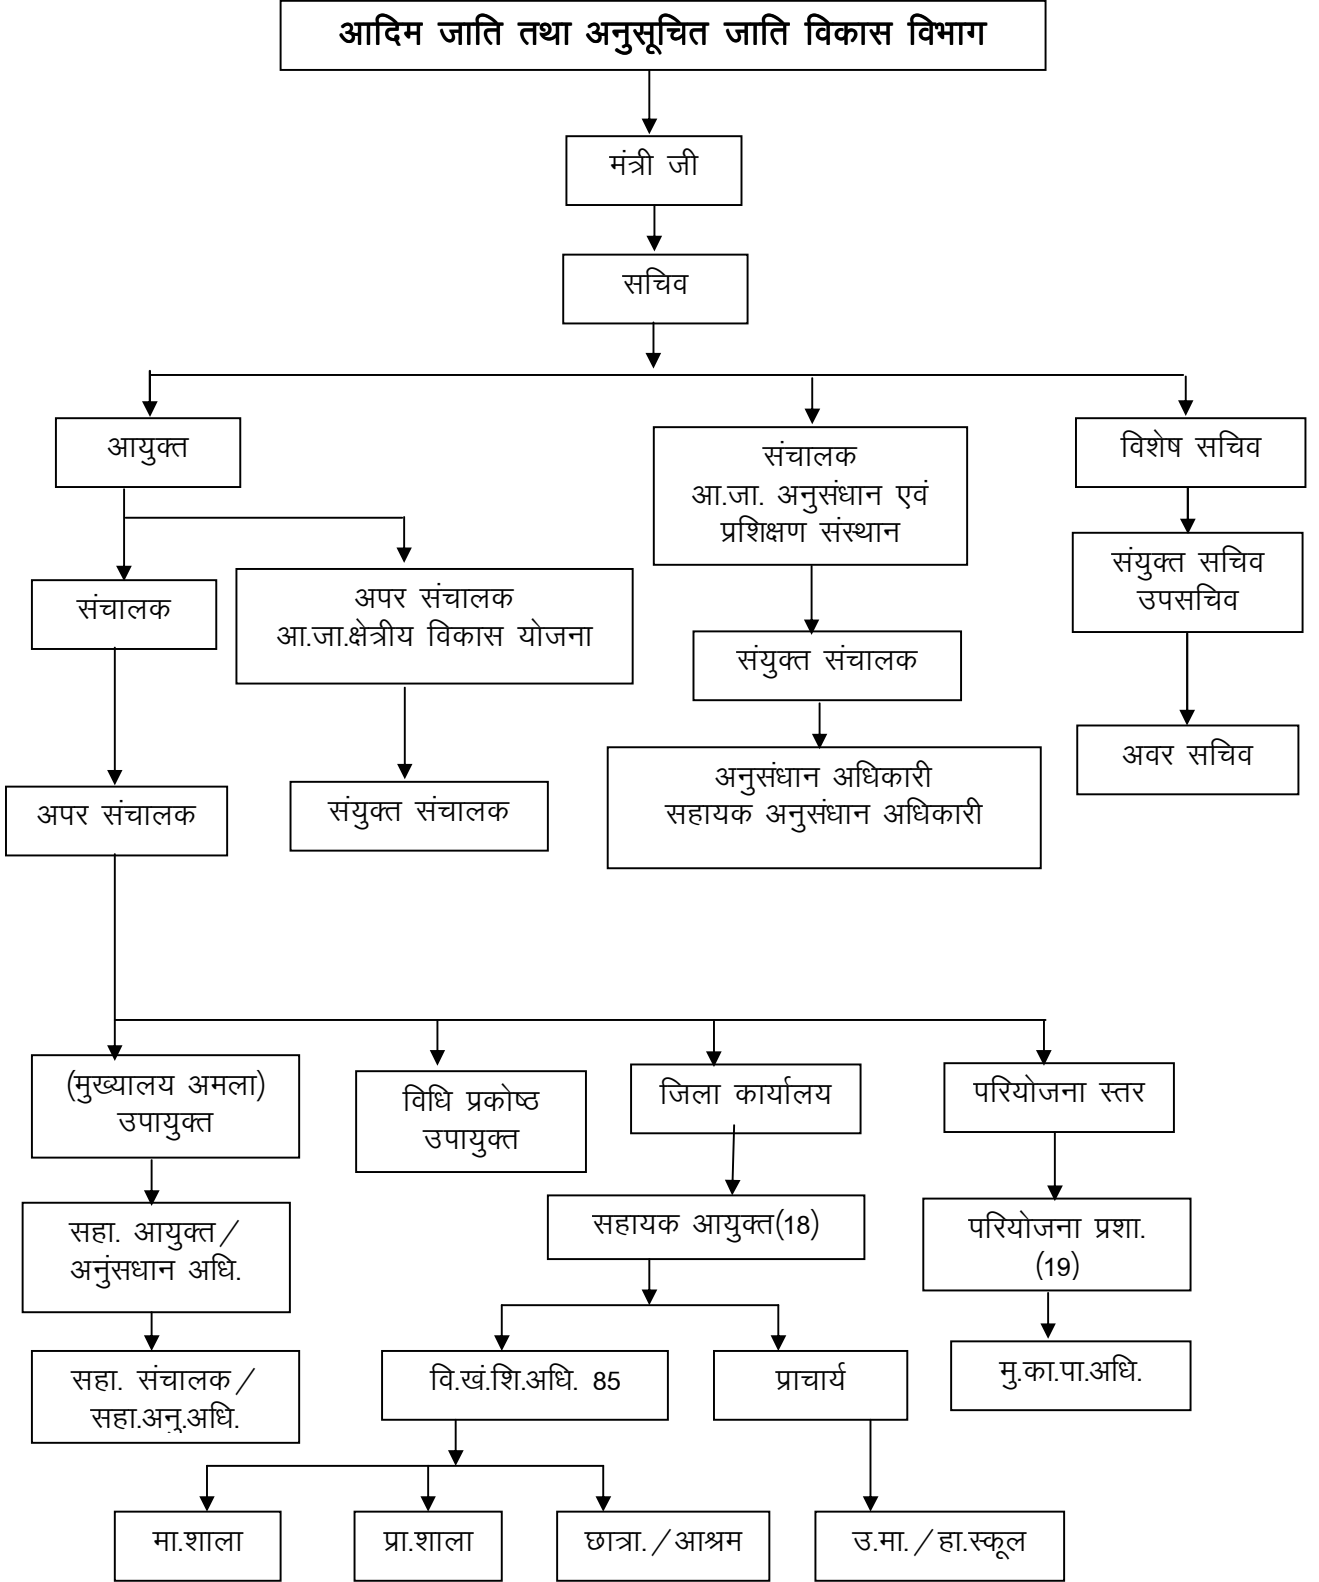 आदिम जाति तथा अनुसूचित जाति विकास विभाग
मंत्री जी
सचिव
आयुक्त
संचालक
आ.जा. अनुसंधान एवं
प्रशिक्षण संस्थान
विशेष सचिव
संचालक
अपर संचालक
आ.जा.क्षेत्रीय विकास योजना
संयुक्त संचालक
संयुक्त सचिव
उपसचिव
अपर संचालक
संयुक्त संचालक
अनुसंधान अधिकारी
सहायक अनुसंधान अधिकारी
अवर सचिव
(मुख्यालय अमला)
उपायुक्त
विधि प्रकोष्ठ
उपायुक्त
जिला कार्यालय
परियोजना स्तर
सहा. आयुक्त/
अनुंसधान अधि.
सहायक आयुक्त(18)
परियोजना प्रशा.
(19)
सहा. संचालक/
सहा.अनु.अधि.
वि.खं.शि.अधि. 85
प्राचार्य
मु.का.पा.अधि.
मा.शाला
प्रा.शाला
छात्रा./आश्रम
उ.मा./हा.स्कूल